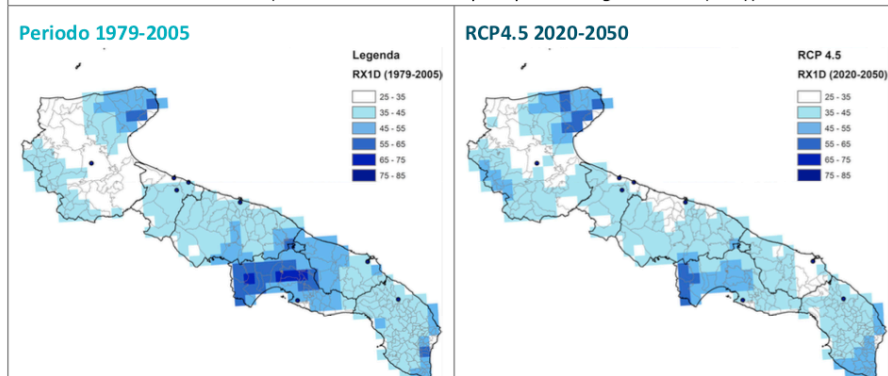 Periodo 1979-2005
Legenda
RX1D (1979-2005)
25 - 35
35 - 45
45 - 55
55 - 65
65 - 75
75 - 85
RCP4.5 2020-2050
RCP 4.5
RX1D (2020-2050)
25 - 35
35 - 45
45 - 55
55 - 65
65 - 75
75 - 85